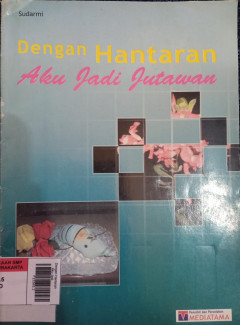 Sudarmi
Dengan Hantaran
Aku Jadi Jutawan
MEDIATAMA